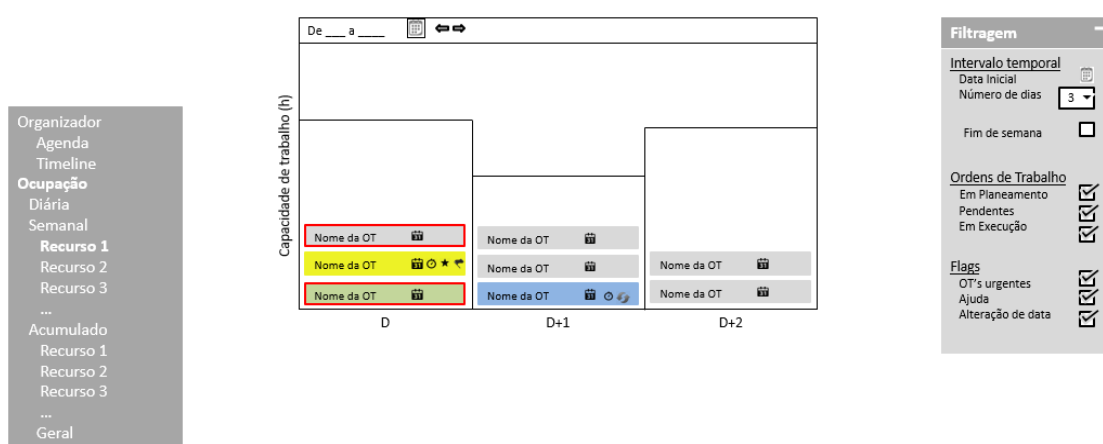 Organizador
Agenda
Timeline
Ocupação
Diária
Semanal
Recurso 1
Recurso 2
Recurso 3
...
Acumulado
Recurso 1
Recurso 2
Recurso 3
...
Geral
De ___ a ____
Capacidade de trabalho (h)
Nome da OT
Nome da OT
Nome da OT
Nome da OT
Nome da OT
Nome da OT
Nome da OT
Nome da OT
D
D+1
D+2
Filtragem
Intervalo temporal
Data Inicial
Número de dias 3
Fim de semana
Ordens de Trabalho
Em Planeamento
Pendentes
Em Execução
Flags
OT's urgentes
Ajuda
Alteração de data